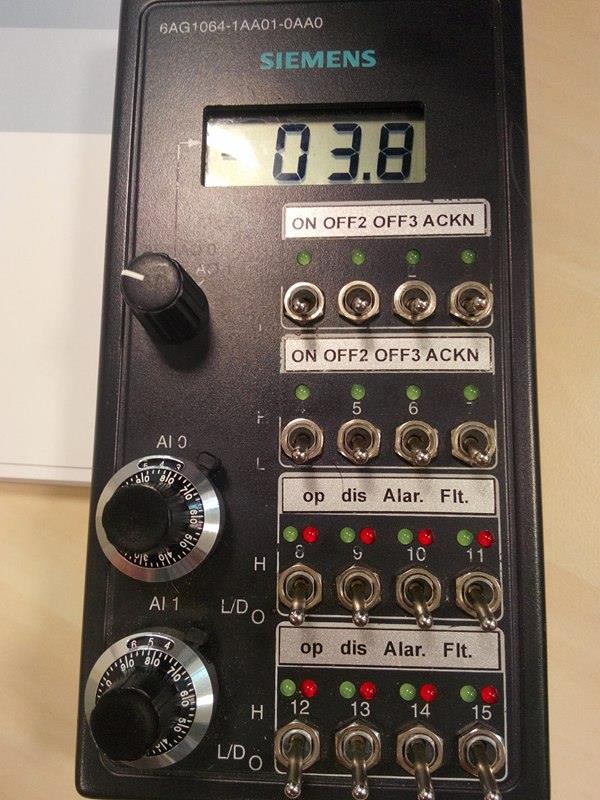 6AG1064-1AA01-0AA0
SIEMENS
- 03.8
ON OFF2 OFF3 ACKN
ON OFF2 OFF3 ACKN
5 6 7
AI 0
L
op dis Alar. Flt.
8 9 10 11
H
AI 1
L/D O
op dis Alar. Flt.
12 13 14 15
H
L/D O